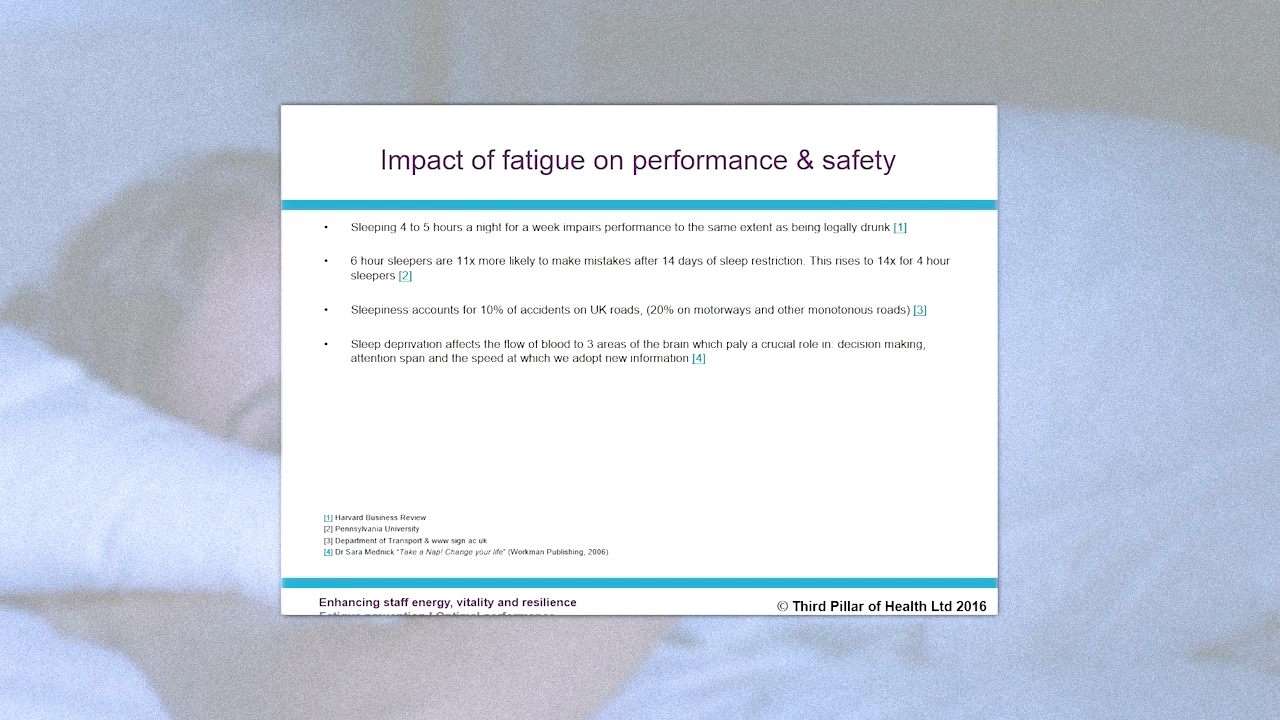 Impact of fatigue on performance & safety
• Sleeping 4 to 5 hours a night for a week impairs performance to the same extent as being legally drunk [1]
• 6 hour sleepers are 11x more likely to make mistakes after 14 days of sleep restriction. This rises to 14x for 4 hour
sleepers [2]
• Sleepiness accounts for 10% of accidents on UK roads, (20% on motorways and other monotonous roads) [3]
• Sleep deprivation affects the flow of blood to 3 areas of the brain which paly a crucial role in: decision making,
attention span and the speed at which we adopt new information [4]
[1] Harvard Business Review
[2] Pennsylvania University
[3] Department of Transport & www sign ac uk
[4] Dr Sara Mednick "Take a Nap! Change your life" (Workman Publishing, 2006)
Enhancing staff energy, vitality and resilience
© Third Pillar of Health Ltd 2016